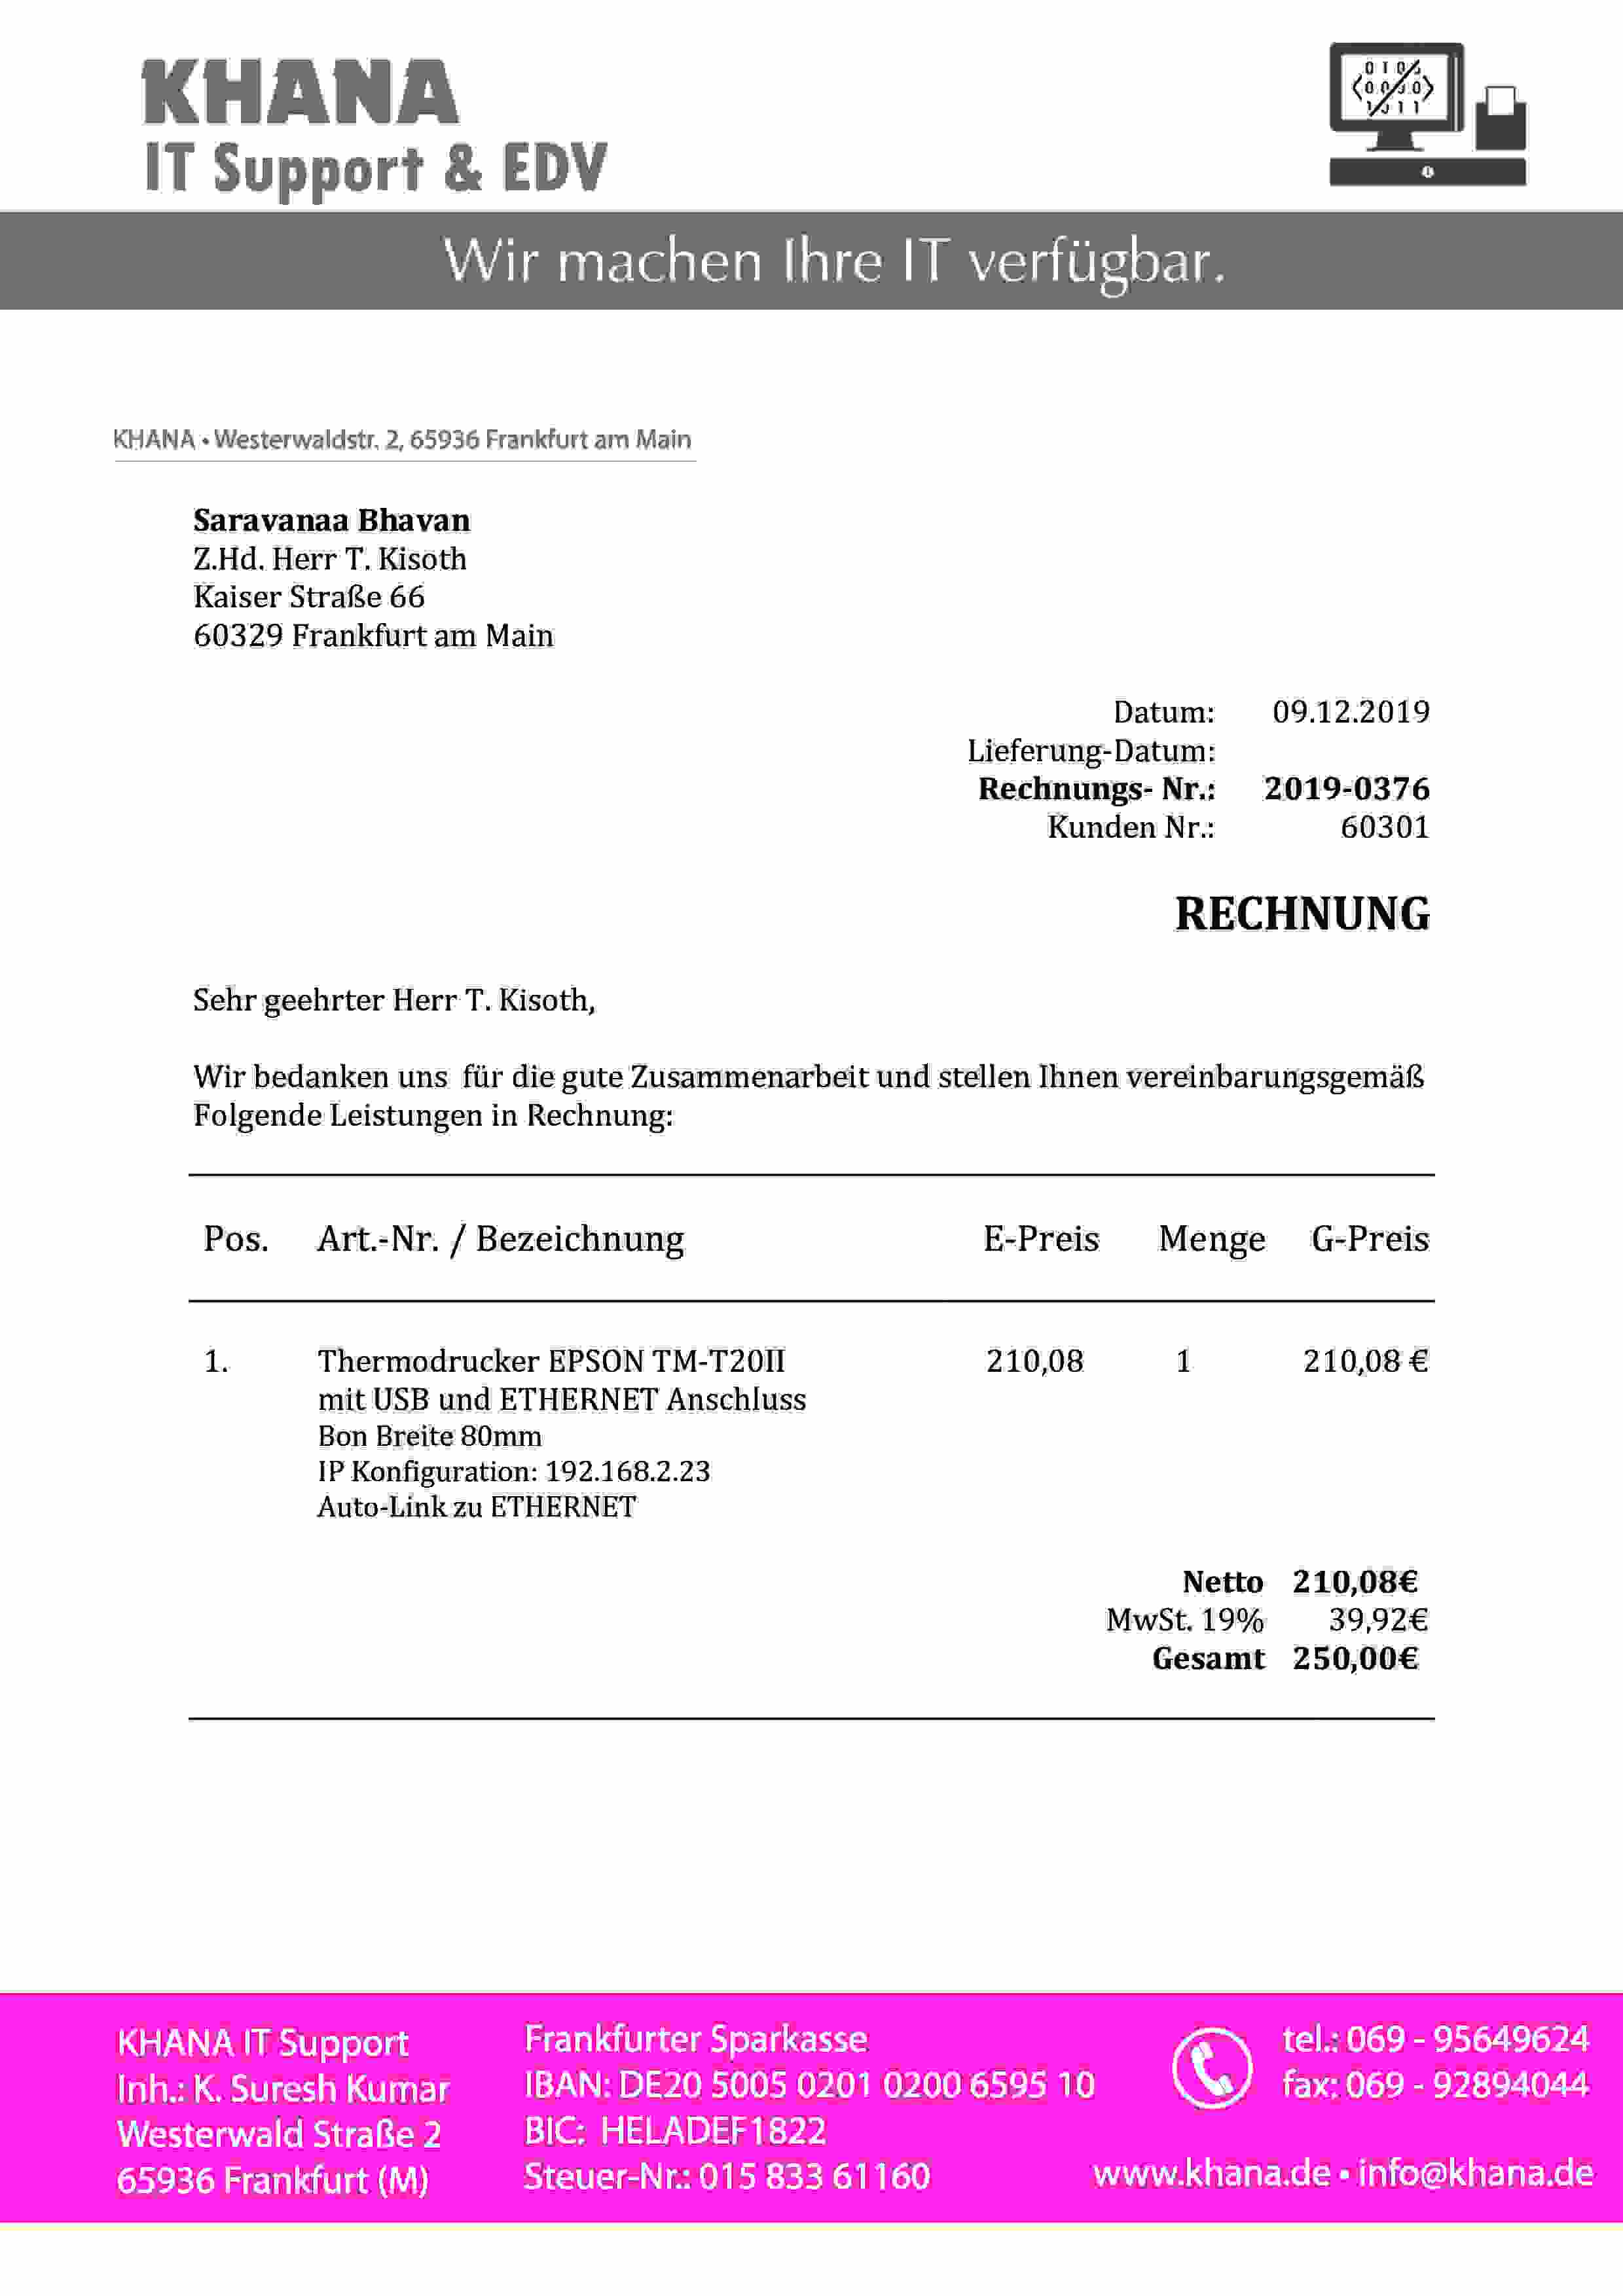 KHANA
IT Support & EDV
Wir machen Ihre IT verfügbar.
KHANA • Westerwaldstr. 2, 65936 Frankfurt am Main
Saravanaa Bhavan
Z.Hd. Herr T. Kisoth
Kaiser Straße 66
60329 Frankfurt am Main
Datum: 09.12.2019
Lieferung-Datum:
Rechnungs- Nr.: 2019-0376
Kunden Nr.: 60301
RECHNUNG
Sehr geehrter Herr T. Kisoth,
Wir bedanken uns für die gute Zusammenarbeit und stellen Ihnen vereinbarungsgemäß
Folgende Leistungen in Rechnung:
Pos. Art.-Nr. / Bezeichnung E-Preis Menge G-Preis
1. Thermodrucker EPSON TM-T20II 210,08 1 210,08 €
mit USB und ETHERNET Anschluss
Bon Breite 80mm
IP Konfiguration: 192.168.2.23
Auto-Link zu ETHERNET
Netto 210,08€
MwSt. 19% 39,92€
Gesamt 250,00€
KHANA IT Support
Inh.: K. Suresh Kumar
Westerwald Straße 2
65936 Frankfurt (M)
Frankfurter Sparkasse
IBAN: DE20 5005 0201 0200 6595 10
BIC: HELADEF1822
Steuer-Nr.: 015 833 61160
tel.: 069 - 95649624
fax: 069 - 92894044
www.khana.de • info@khana.de